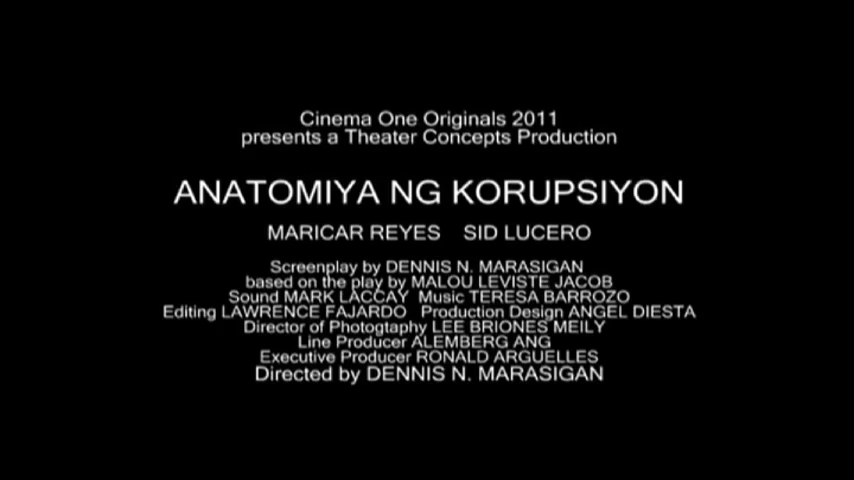 Cinema One Originals 2011
presents a Theater Concepts Production
ANATOMIYA NG KORUPSIYON
MARICAR REYES SID LUCERO
Screenplay by DENNIS N. MARASIGAN
based on the play by MALOU LEVISTE JACOB
Sound MARK LACCAY Music TERESA BARROZO
Editing LAWRENCE FAJARDO Production Design ANGEL DIESTA
Director of Photogtaphy LEE BRIONES MEILY
Line Producer ALEMBERG ANG
Executive Producer RONALD ARGUELLES
Directed by DENNIS N. MARASIGAN